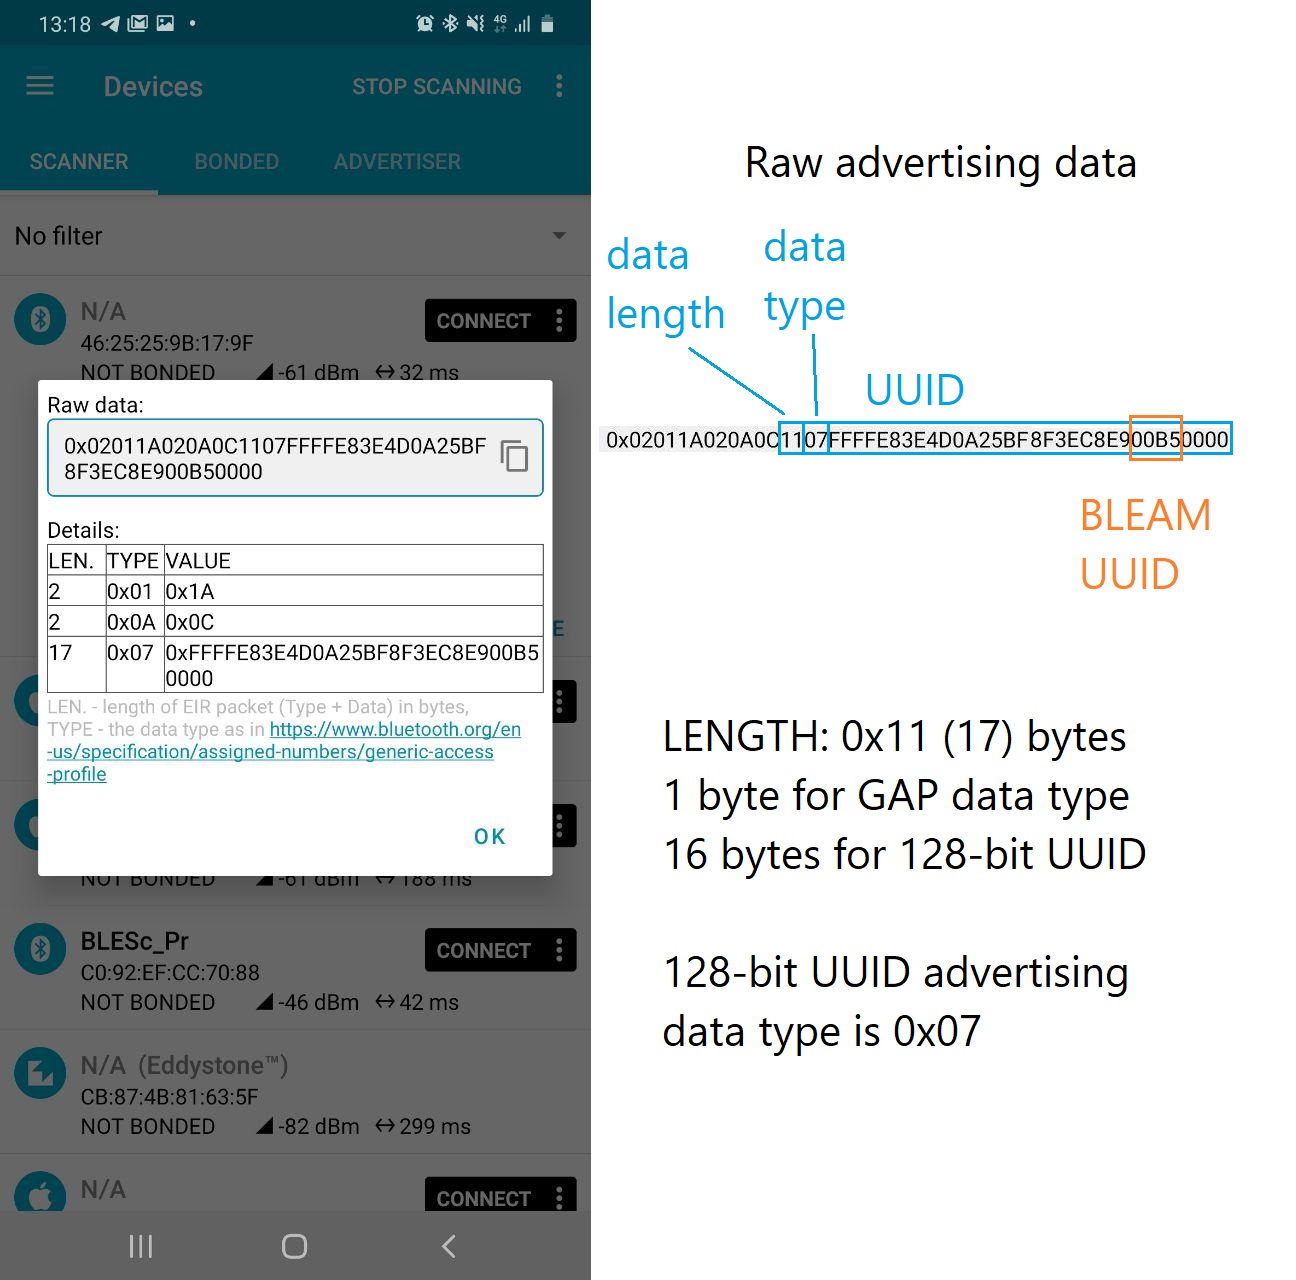 13:18
4G
Devices
STOP SCANNING
SCANNER
BONDED
ADVERTISER
No filter
N/A
CONNECT
46:25:25:9B:17:9F
NOT BONDED
-61 dBm
32 ms
Raw data:
0x02011A020A0C1107FFFFE83E4D0A25BF
8F3EC8E900B50000
Details:
LEN. TYPE VALUE
2 0x01 0x1A
2 0x0A 0x0C
17 0x07 0xFFFFE83E4D0A25BF8F3EC8E900B5
0000
E
LEN. - length of EIR packet (Type + Data) in bytes,
TYPE - the data type as in https://www.bluetooth.org/en
-us/specification/assigned-numbers/generic-access
-profile
OK
NOT BONDED
-61 dBm
188 ms
BLESc_Pr
CONNECT
C0:92:EF:CC:70:88
NOT BONDED
-46 dBm
42 ms
N/A (Eddystone™)
CB:87:4B:81:63:5F
NOT BONDED
-82 dBm
299 ms
N/A
CONNECT
Raw advertising data
data
length
data
type
UUID
0x02011A020A0C1107FFFFE83E4D0A25BF8F3EC8E900B50000
BLEAM
UUID
LENGTH: 0x11 (17) bytes
1 byte for GAP data type
16 bytes for 128-bit UUID
128-bit UUID advertising
data type is 0x07